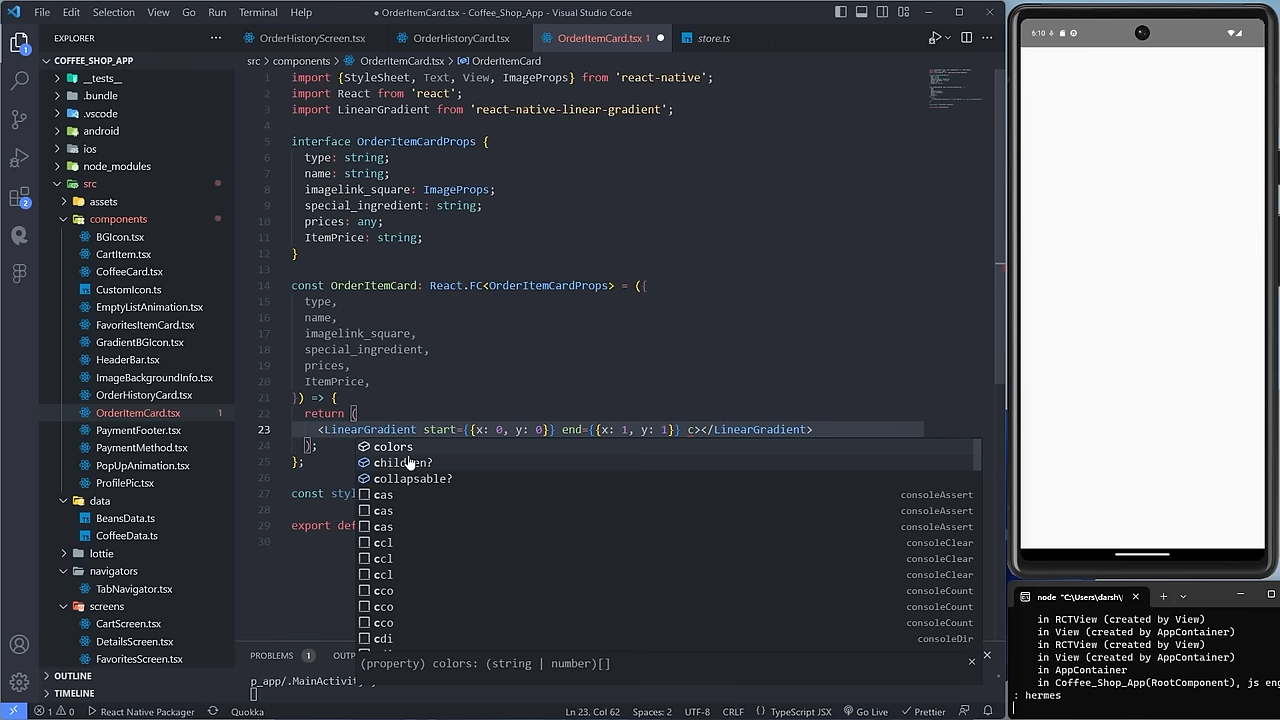 File Edit Selection View Go Run Terminal Help
● OrderItemCard.tsx - Coffee_Shop_App - Visual Studio Code
EXPLORER
OrderHistoryScreen.tsx OrderHistoryCard.tsx OrderItemCard.tsx 1 ● store.ts
COFFEE_SHOP_APP
src > components > OrderItemCard.tsx > OrderItemCard
__tests__
.bundle
.vscode
android
ios
node_modules
src
assets
components
BGIcon.tsx
CartItem.tsx
CoffeeCard.tsx
CustomIcon.ts
EmptyListAnimation.tsx
FavoritesItemCard.tsx
GradientBGIcon.tsx
HeaderBar.tsx
ImageBackgroundInfo.tsx
OrderHistoryCard.tsx
OrderItemCard.tsx 1
PaymentFooter.tsx
PaymentMethod.tsx
PopUpAnimation.tsx
ProfilePic.tsx
data
BeansData.ts
CoffeeData.ts
lottie
navigators
TabNavigator.tsx
screens
CartScreen.tsx
DetailsScreen.tsx
FavoritesScreen.tsx
OUTLINE
TIMELINE
1 import {StyleSheet, Text, View, ImageProps} from 'react-native';
2 import React from 'react';
3 import LinearGradient from 'react-native-linear-gradient';
4
5 interface OrderItemCardProps {
6 type: string;
7 name: string;
8 imagelink_square: ImageProps;
9 special_ingredient: string;
10 prices: any;
11 ItemPrice: string;
12 }
13
14 const OrderItemCard: React.FC<OrderItemCardProps> = ({
15 type,
16 name,
17 imagelink_square,
18 special_ingredient,
19 prices,
20 ItemPrice,
21 }) => {
22 return (
23 <LinearGradient start={{x: 0, y: 0}} end={{x: 1, y: 1}} c></LinearGradient>
24 );
25 };
26
27 const sty
28
29 export def
30
colors
children?
collapsable?
cas consoleAssert
cas consoleAssert
cas consoleAssert
ccl consoleClear
ccl consoleClear
ccl consoleClear
cco consoleCount
cco consoleCount
cco consoleCount
cdi consoleDir
(property) colors: (string | number)[]
PROBLEMS 1 OUTP
p_app/.MainActivity
6:10
node "C:\Users\darsh\
in RCTView (created by View)
in View (created by AppContainer)
in RCTView (created by View)
in View (created by AppContainer)
in AppContainer
in Coffee_Shop_App(RootComponent), js eng
: hermes
1 0 React Native Packager Quokka Ln 23, Col 62 Spaces: 2 UTF-8 CRLF {} TypeScript JSX Go Live Prettier